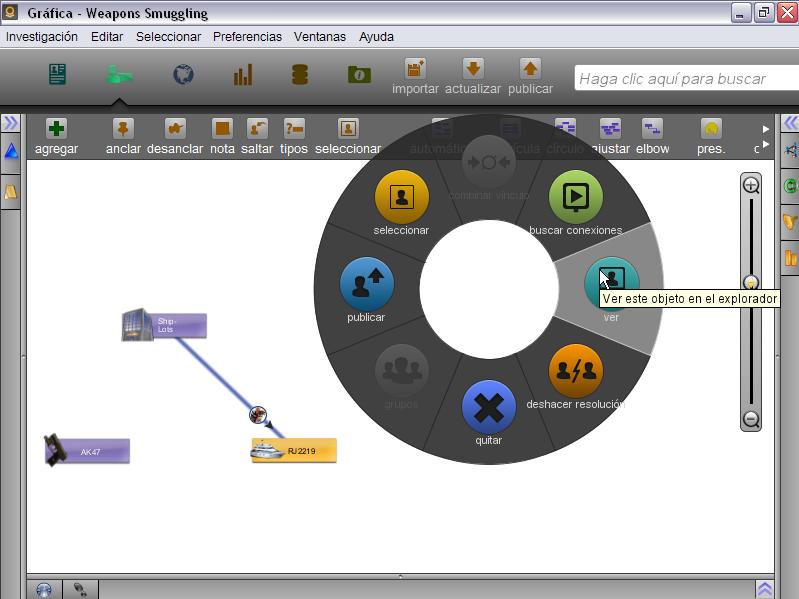 Gráfica - Weapons Smuggling
Investigación Editar Seleccionar Preferencias Ventanas Ayuda
importar actualizar publicar
Haga clic aquí para buscar
agregar anclar desanclar nota saltar tipos seleccionar automático círculo ajustar elbow pres.
combinar vínculo
seleccionar
buscar conexiones
Ver este objeto en el explorador
publicar
ver
Ship-
Lots
grupos
deshacer resolución
quitar
AK47
RJ2219